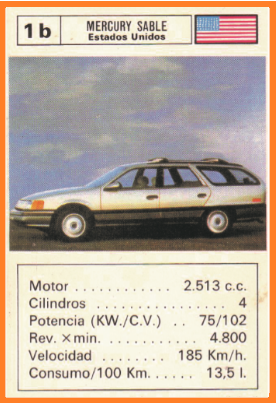 1 b
MERCURY SABLE
Estados Unidos
Motor ............ 2.513 c.c.
Cilindros ................ 4
Potencia (KW./C.V.) .. 75/102
Rev. × min. ......... 4.800
Velocidad ........ 185 Km/h.
Consumo/100 Km. ..... 13,5 l.